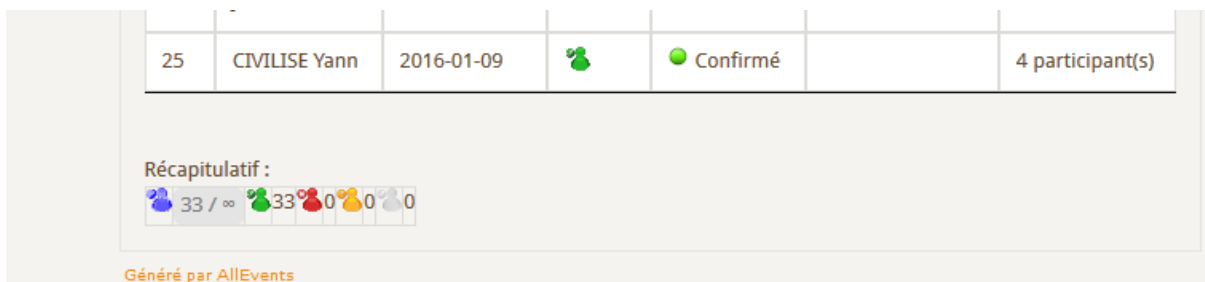 25 CIVILISE Yann 2016-01-09 Confirmé 4 participant(s)
Récapitulatif :
33 / ∞ 33 0 0 0
Généré par AllEvents